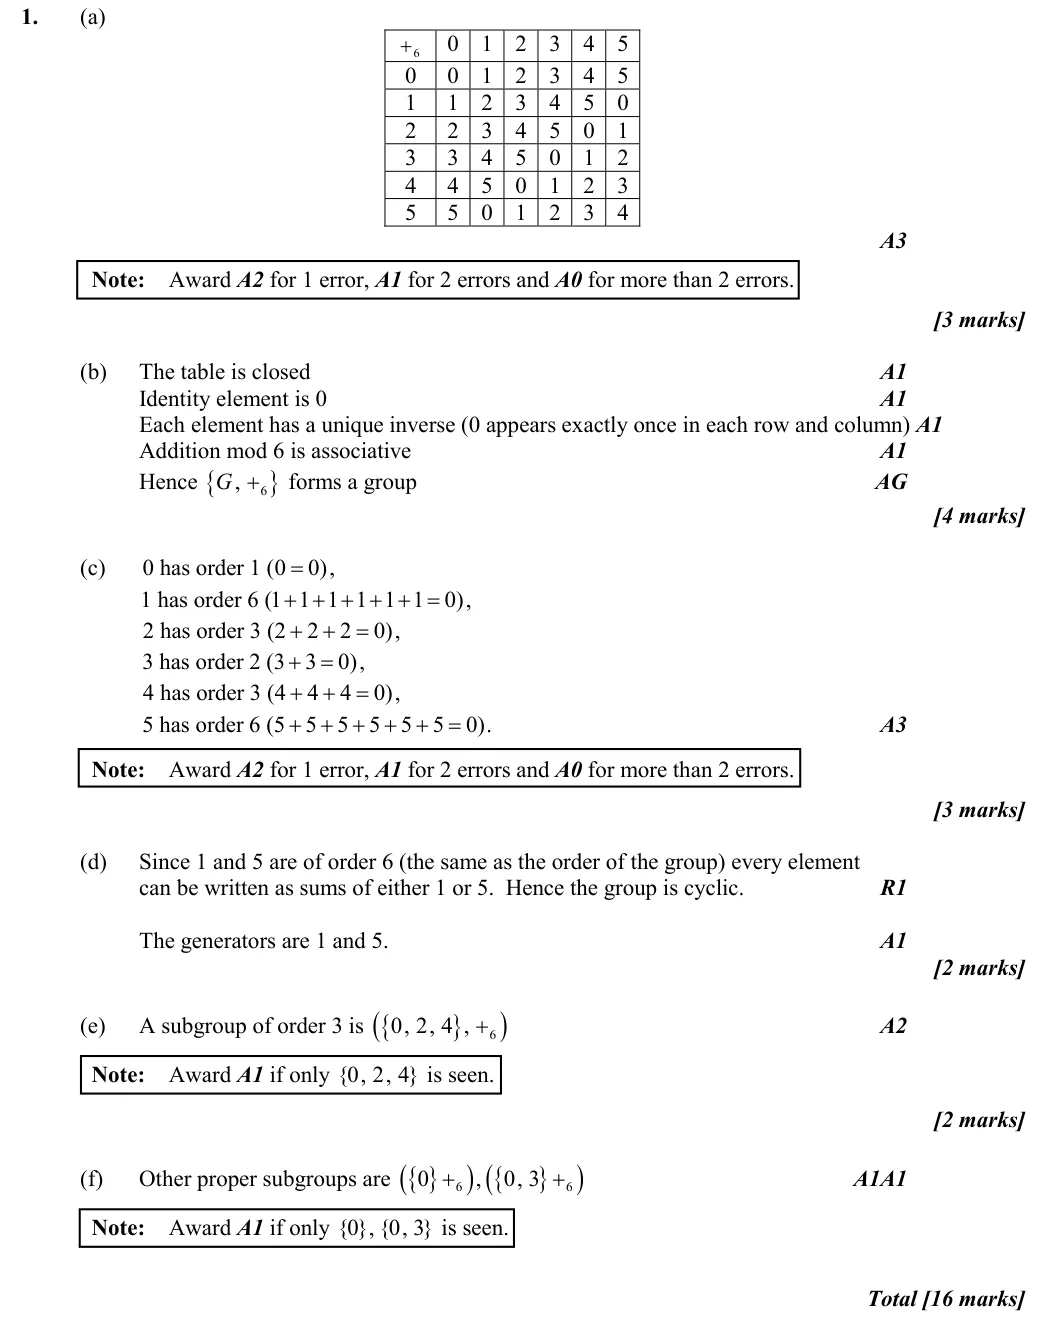 1. (a)
+₆ 0 1 2 3 4 5
0 0 1 2 3 4 5
1 1 2 3 4 5 0
2 2 3 4 5 0 1
3 3 4 5 0 1 2
4 4 5 0 1 2 3
5 5 0 1 2 3 4
A3
Note: Award A2 for 1 error, A1 for 2 errors and A0 for more than 2 errors.
[3 marks]
(b) The table is closed A1
Identity element is 0 A1
Each element has a unique inverse (0 appears exactly once in each row and column) A1
Addition mod 6 is associative A1
Hence {G, +₆} forms a group AG
[4 marks]
(c) 0 has order 1 (0 = 0),
1 has order 6 (1+1+1+1+1+1 = 0),
2 has order 3 (2+2+2 = 0),
3 has order 2 (3+3 = 0),
4 has order 3 (4+4+4 = 0),
5 has order 6 (5+5+5+5+5+5 = 0). A3
Note: Award A2 for 1 error, A1 for 2 errors and A0 for more than 2 errors.
[3 marks]
(d) Since 1 and 5 are of order 6 (the same as the order of the group) every element
can be written as sums of either 1 or 5. Hence the group is cyclic. R1
The generators are 1 and 5. A1
[2 marks]
(e) A subgroup of order 3 is ({0, 2, 4}, +₆) A2
Note: Award A1 if only {0, 2, 4} is seen.
[2 marks]
(f) Other proper subgroups are ({0} +₆), ({0, 3} +₆) A1A1
Note: Award A1 if only {0}, {0, 3} is seen.
Total [16 marks]